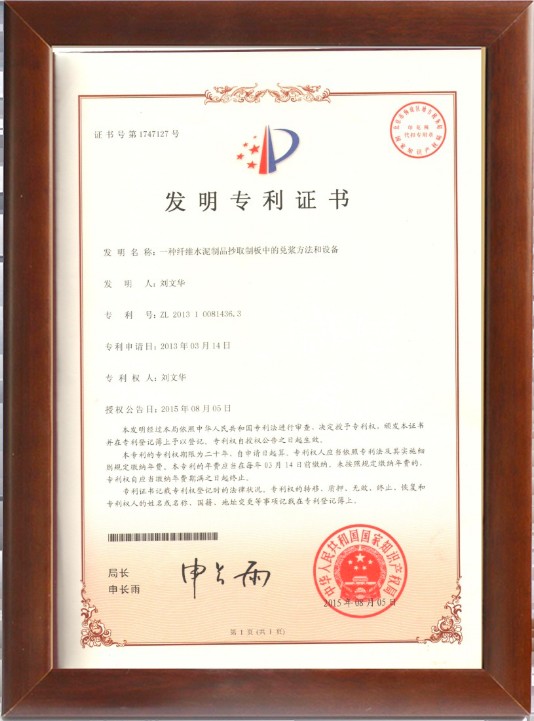 证书号第1747127号
印花税
代扣专用章
发明专利证书
发 明 名 称：一种纤维水泥制品抄取制板中的兑浆方法和设备
发 明 人：刘文华
专 利 号：ZL 2013 1 0081436.3
专利申请日：2013年03月14日
专 利 权 人：刘文华
授权公告日：2015年08月05日
本发明经过本局依照中华人民共和国专利法进行审查，决定授予专利权，颁发本证书
并在专利登记簿上予以登记。专利权自授权公告之日起生效。
本专利的专利权期限为二十年，自申请日起算。专利权人应当依照专利法及其实施细
则规定缴纳年费。本专利的年费应当在每年03月14日前缴纳。未按照规定缴纳年费的，
专利权自应当缴纳年费期满之日起终止。
专利证书记载专利权登记时的法律状况。专利权的转移、质押、无效、终止、恢复和
专利权人的姓名或名称、国籍、地址变更等事项记载在专利登记簿上。
局长
申长雨
申长雨
中华人民共和国国家知识产权局
2015年08月05日
第 1 页 (共 1 页)